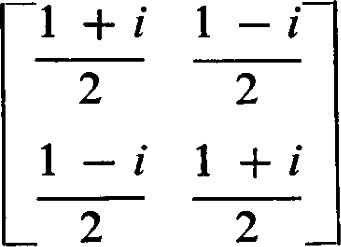 1 + i 1 - i
2 2
1 - i 1 + i
2 2